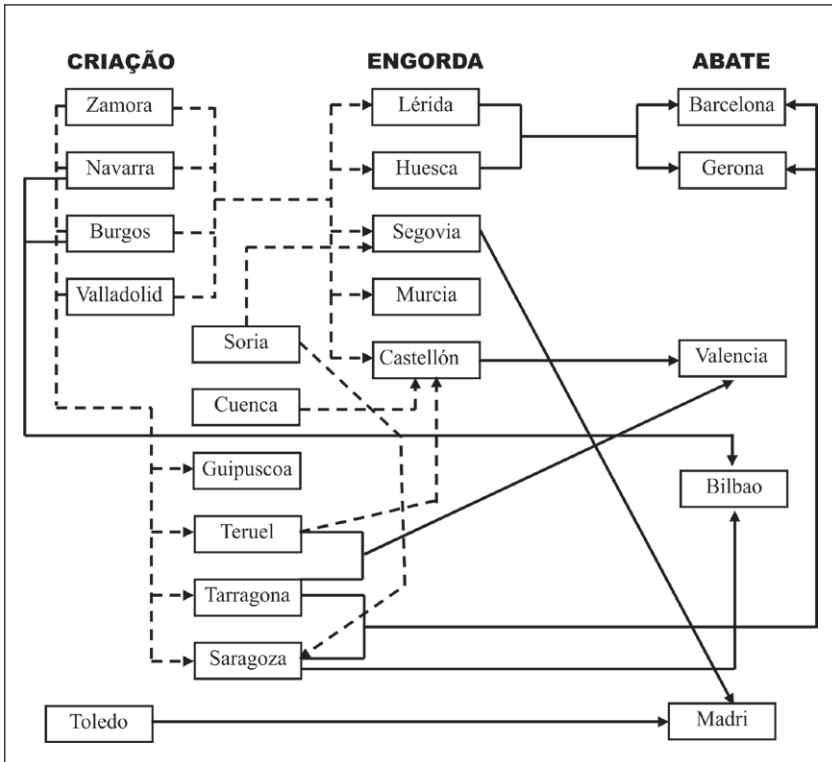 CRIAÇÃO ENGORDA ABATE
Zamora Lérida Barcelona
Navarra Huesca Gerona
Burgos Segovia
Valladolid Murcia
Soria Castellón Valencia
Cuenca
Guipuscoa
Bilbao
Teruel
Tarragona
Saragoza
Toledo Madri